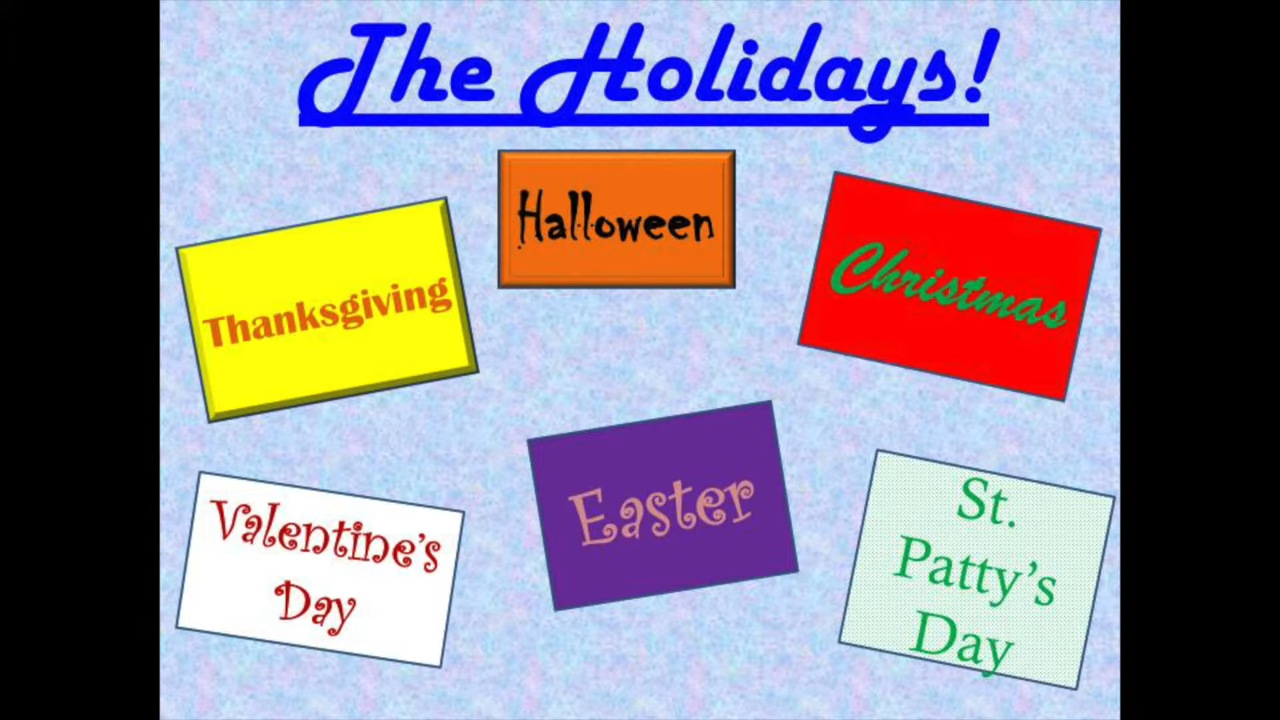 The Holidays!
Halloween
Thanksgiving
Christmas
Valentine's
Day
Easter
St.
Patty's
Day